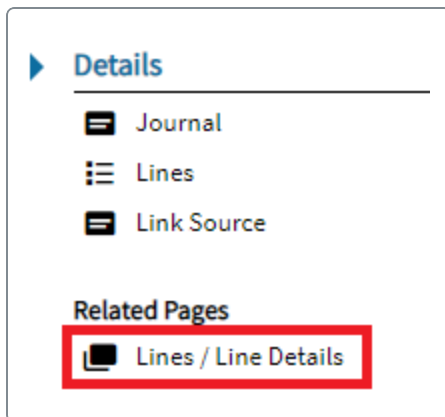 Details
Journal
Lines
Link Source
Related Pages
Lines / Line Details